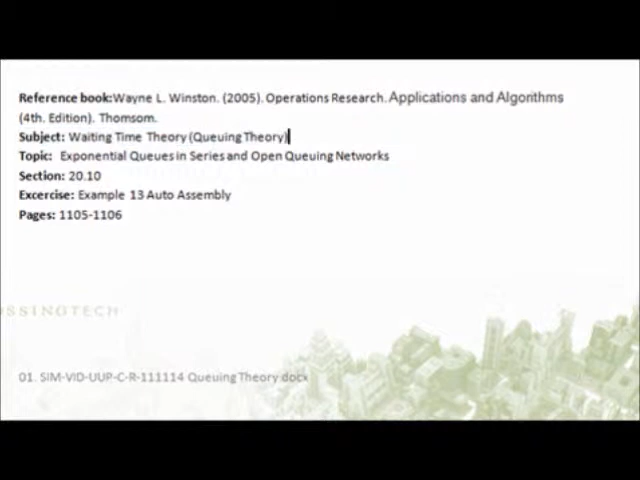 Reference book:Wayne L. Winston. (2005). Operations Research. Applications and Algorithms
(4th. Edition). Thomsom.
Subject: Waiting Time Theory (Queuing Theory)
Topic: Exponential Queues in Series and Open Queuing Networks
Section: 20.10
Excercise: Example 13 Auto Assembly
Pages: 1105-1106
OSSINGTECH
01. SIM-VID-UUP-C-R-111114 Queuing Theory docx